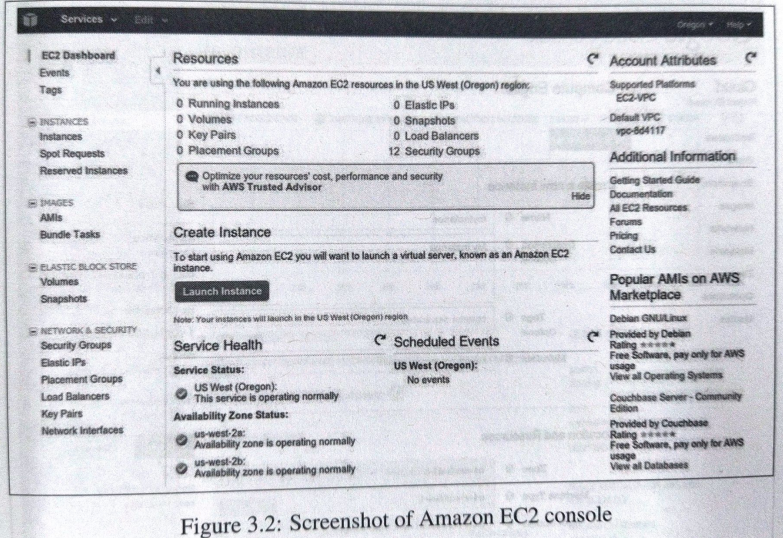 Services Edit Oregon Help
EC2 Dashboard
Events
Tags
INSTANCES
Instances
Spot Requests
Reserved Instances
IMAGES
AMIs
Bundle Tasks
ELASTIC BLOCK STORE
Volumes
Snapshots
NETWORK & SECURITY
Security Groups
Elastic IPs
Placement Groups
Load Balancers
Key Pairs
Network Interfaces
Resources
You are using the following Amazon EC2 resources in the US West (Oregon) region:
0 Running Instances
0 Volumes
0 Key Pairs
0 Placement Groups
0 Elastic IPs
0 Snapshots
0 Load Balancers
12 Security Groups
Optimize your resources' cost, performance and security
with AWS Trusted Advisor
Hide
Create Instance
To start using Amazon EC2 you will want to launch a virtual server, known as an Amazon EC2
instance.
Launch Instance
Note: Your instances will launch in the US West (Oregon) region
Service Health
Service Status:
US West (Oregon):
This service is operating normally
Availability Zone Status:
us-west-2a:
Availability zone is operating normally
us-west-2b:
Availability zone is operating normally
Scheduled Events
US West (Oregon):
No events
Account Attributes
Supported Platforms
EC2-VPC
Default VPC
vpc-8d4117
Additional Information
Getting Started Guide
Documentation
All EC2 Resources
Forums
Pricing
Contact Us
Popular AMIs on AWS
Marketplace
Debian GNU/Linux
Provided by Debian
Rating ★★★★★
Free Software, pay only for AWS
usage
View all Operating Systems
Couchbase Server - Community
Edition
Provided by Couchbase
Rating ★★★★★
Free Software, pay only for AWS
usage
View all Databases
Figure 3.2: Screenshot of Amazon EC2 console